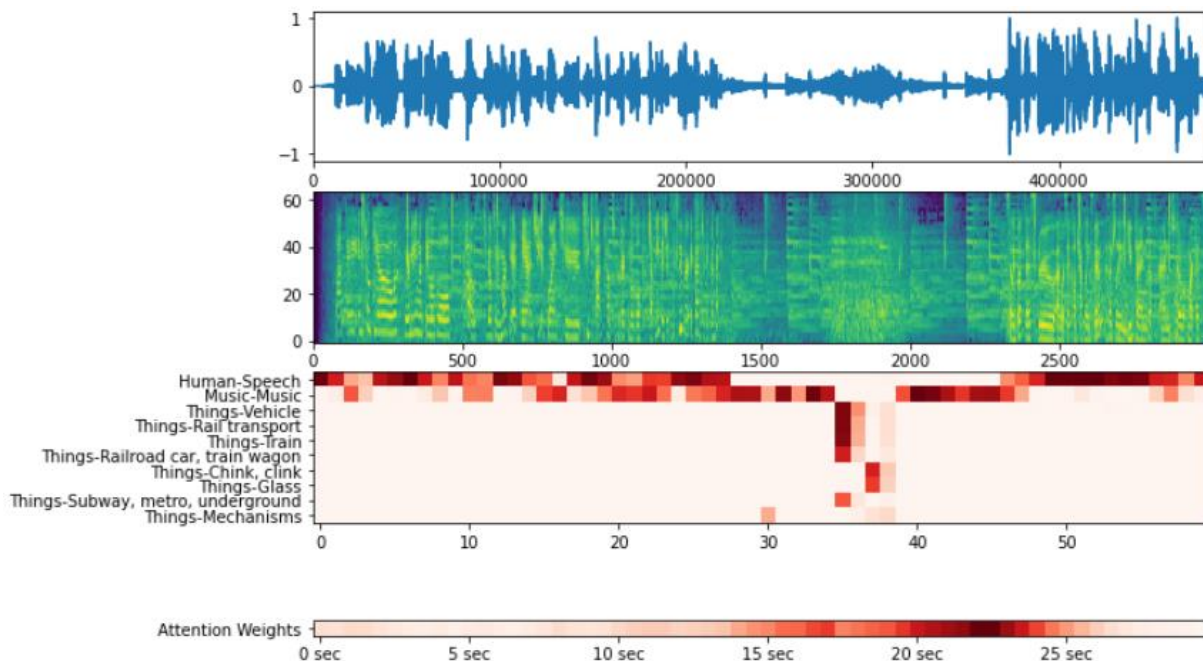 1
0
−1
0 100000 200000 300000 400000
60
40
20
0
0 500 1000 1500 2000 2500
Human-Speech
Music-Music
Things-Vehicle
Things-Rail transport
Things-Train
Things-Railroad car, train wagon
Things-Chink, clink
Things-Glass
Things-Subway, metro, underground
Things-Mechanisms
0 10 20 30 40 50
Attention Weights
0 sec 5 sec 10 sec 15 sec 20 sec 25 sec